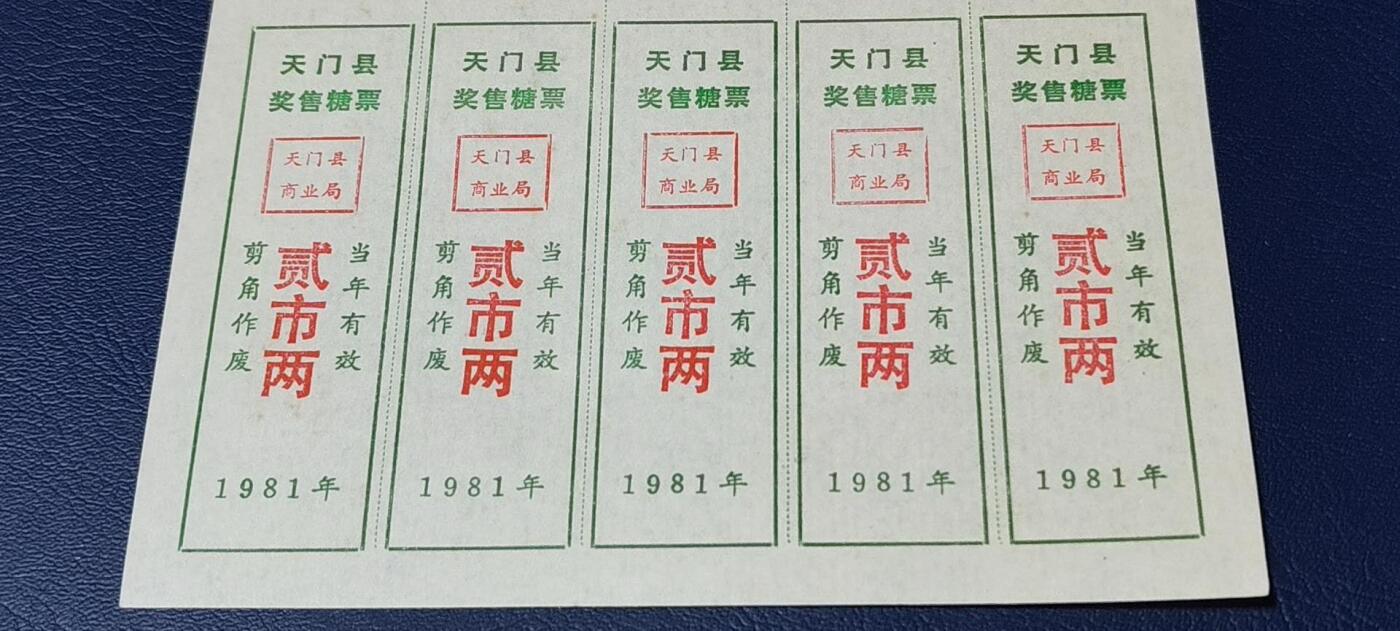 天门县
奖售糖票
天门县
商业局
当年有效
贰市两
剪角作废
1981年
天门县
奖售糖票
天门县
商业局
当年有效
贰市两
剪角作废
1981年
天门县
奖售糖票
天门县
商业局
当年有效
贰市两
剪角作废
1981年
天门县
奖售糖票
天门县
商业局
当年有效
贰市两
剪角作废
1981年
天门县
奖售糖票
天门县
商业局
当年有效
贰市两
剪角作废
1981年